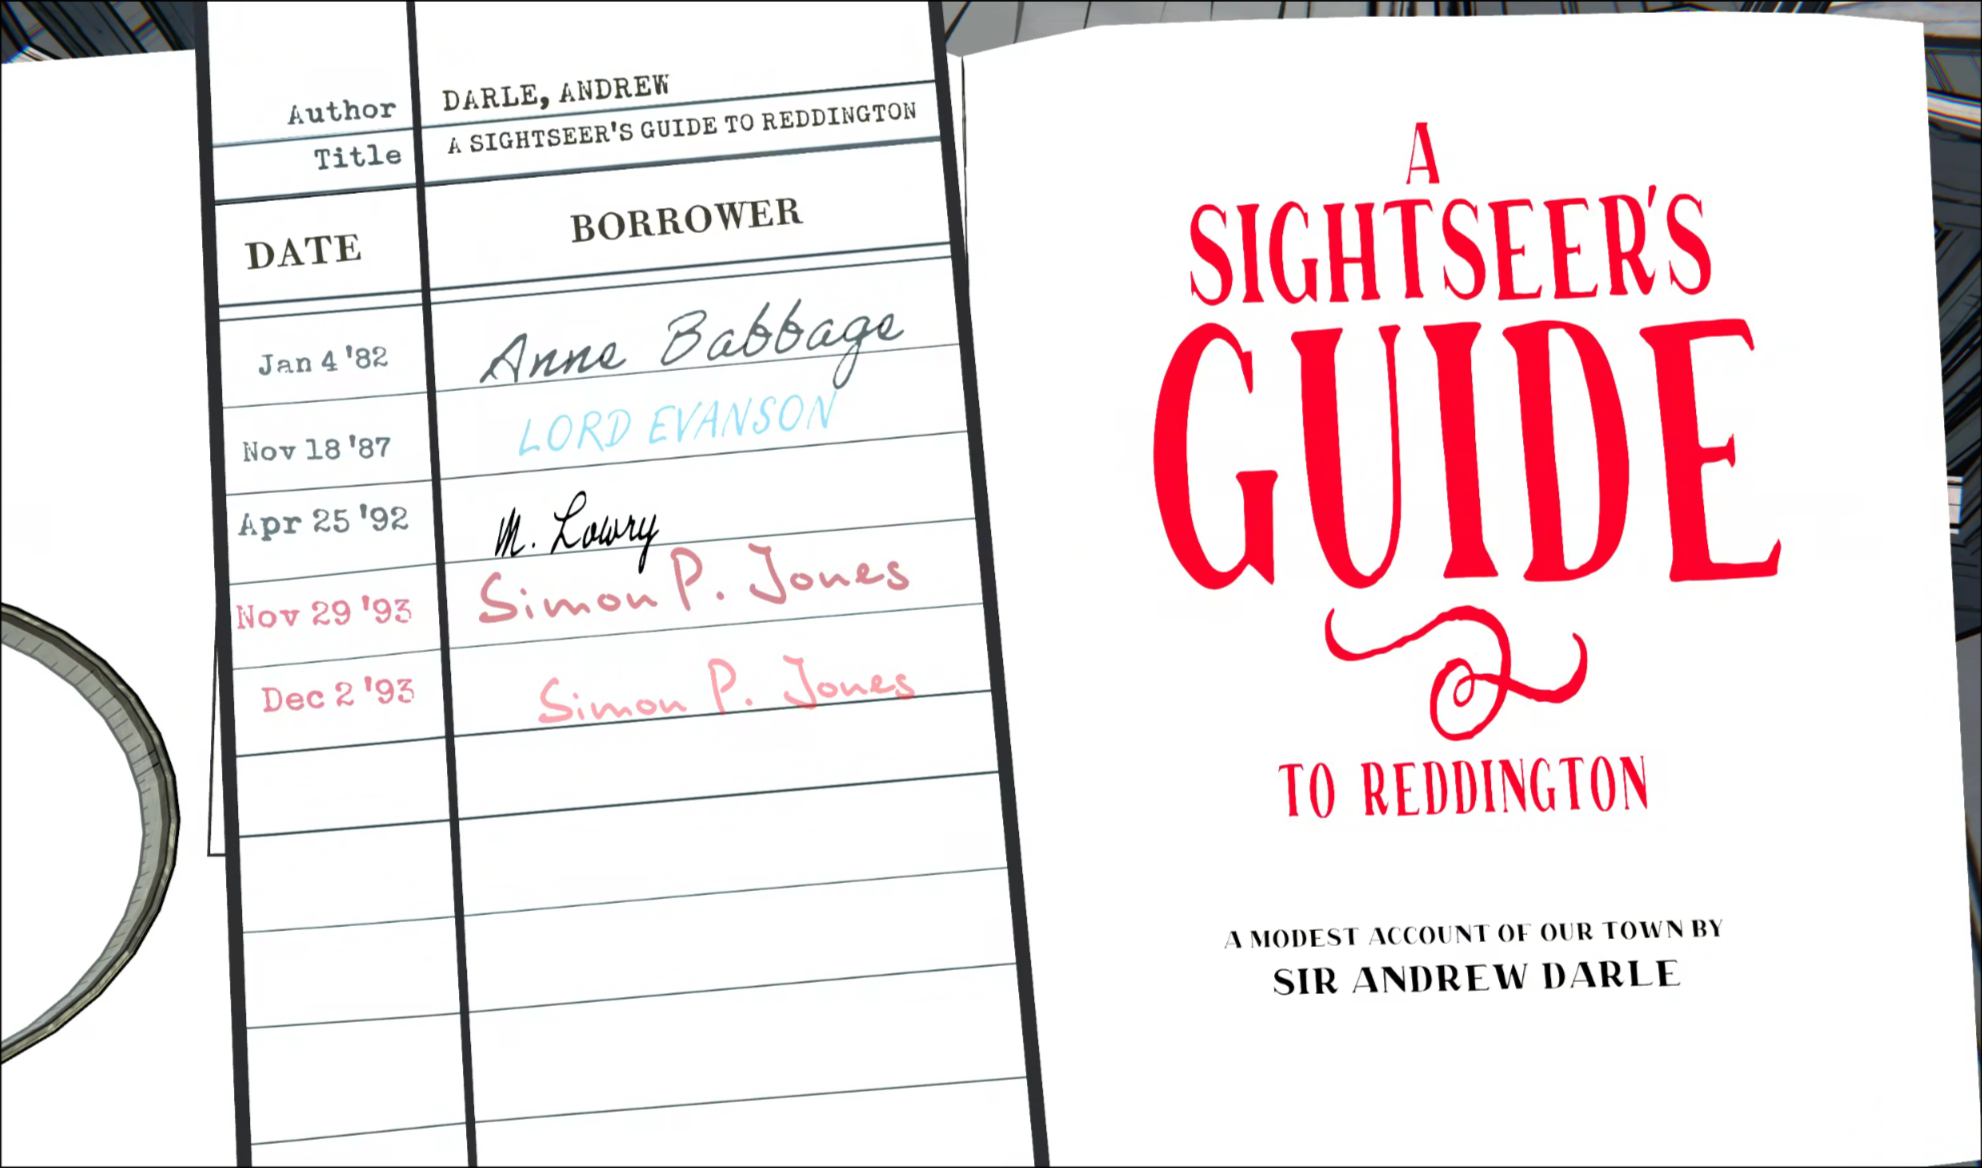 Author DARLE, ANDREW
Title A SIGHTSEER'S GUIDE TO REDDINGTON
DATE BORROWER
Jan 4 '82 Anne Babbage
Nov 18 '87 LORD EVANSON
Apr 25 '92 M. Lowry
Nov 29 '93 Simon P. Jones
Dec 2 '93 Simon P. Jones
A
SIGHTSEER'S
GUIDE
TO REDDINGTON
A MODEST ACCOUNT OF OUR TOWN BY
SIR ANDREW DARLE